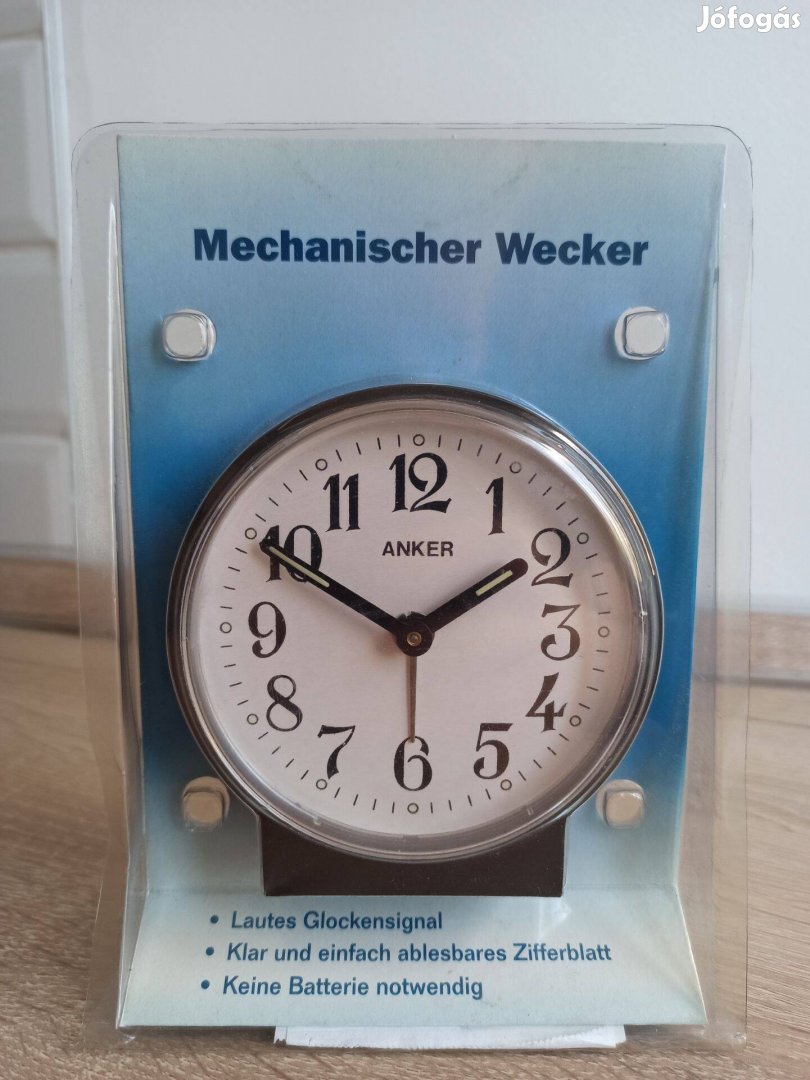 Jófogás
Mechanischer Wecker
12
11
1
10
ANKER
2
9
3
8
4
7
5
6
• Lautes Glockensignal
• Klar und einfach ablesbares Zifferblatt
• Keine Batterie notwendig